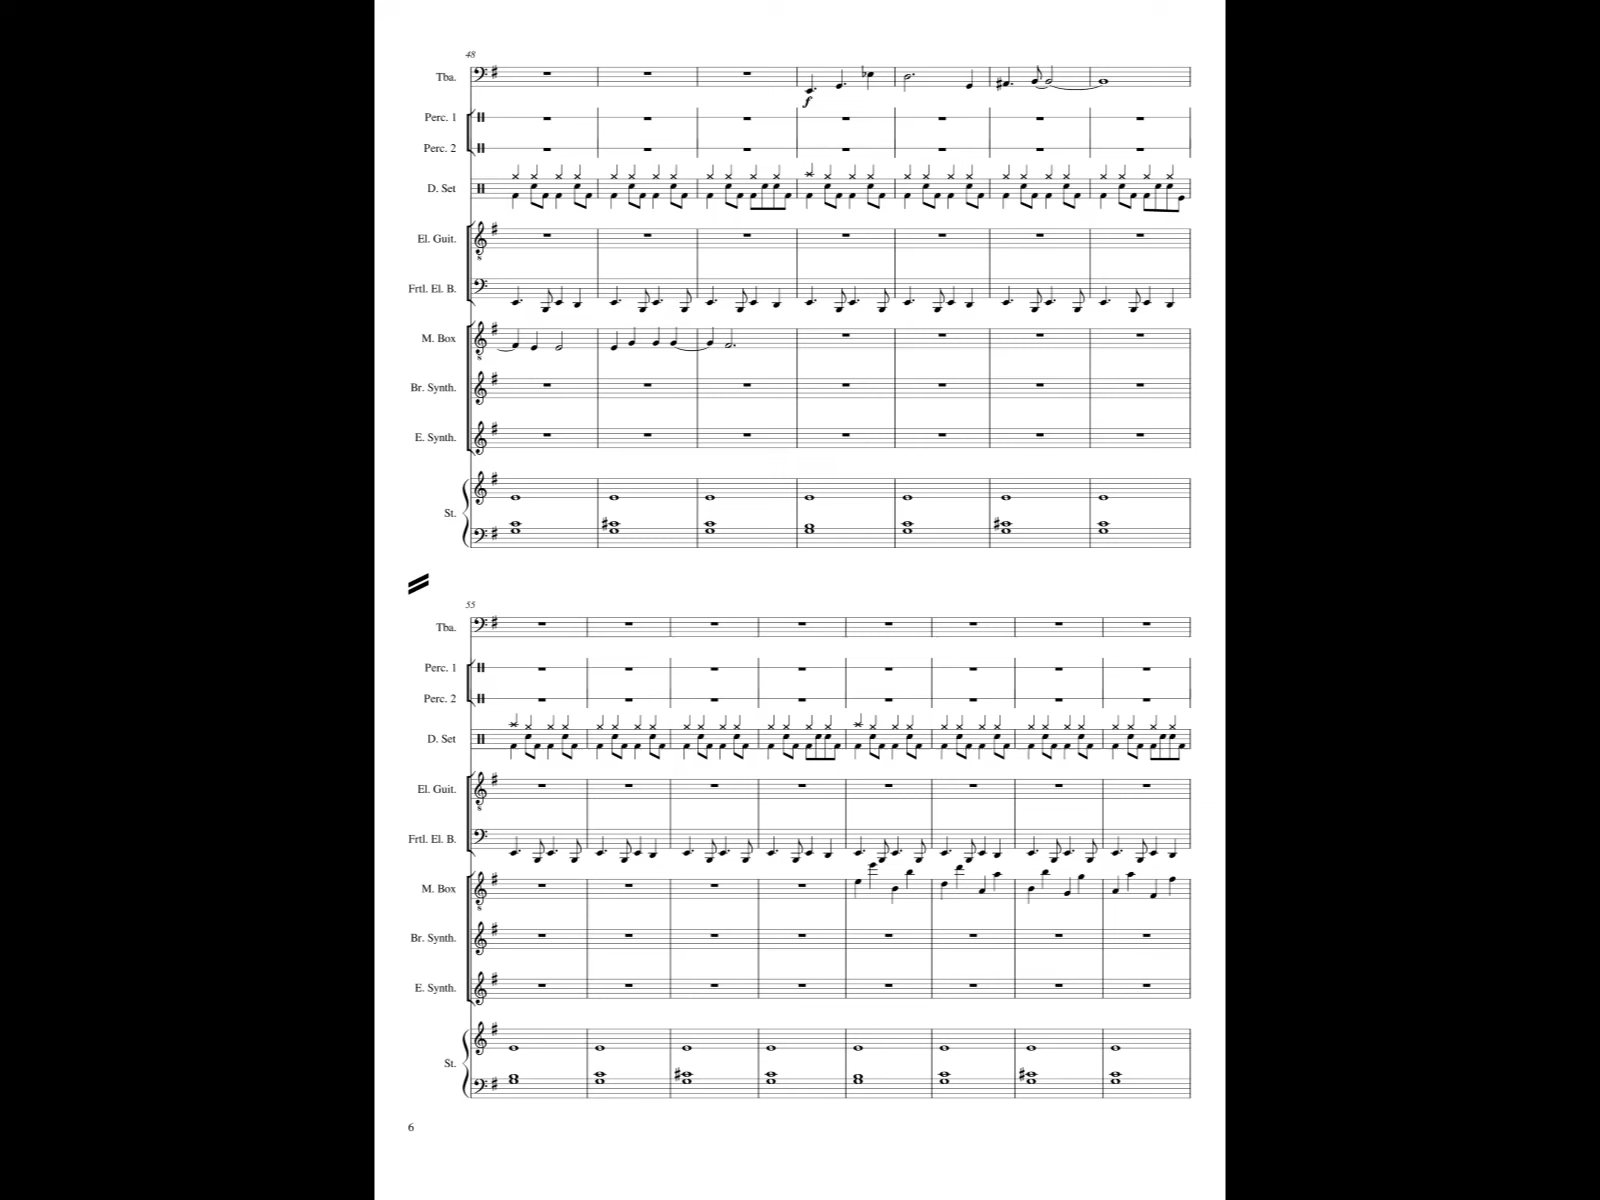 48
Tba.
f
Perc. 1
Perc. 2
D. Set
El. Guit.
Frtl. El. B.
M. Box
Br. Synth.
E. Synth.
St.
55
Tba.
Perc. 1
Perc. 2
D. Set
El. Guit.
Frtl. El. B.
M. Box
Br. Synth.
E. Synth.
St.
6